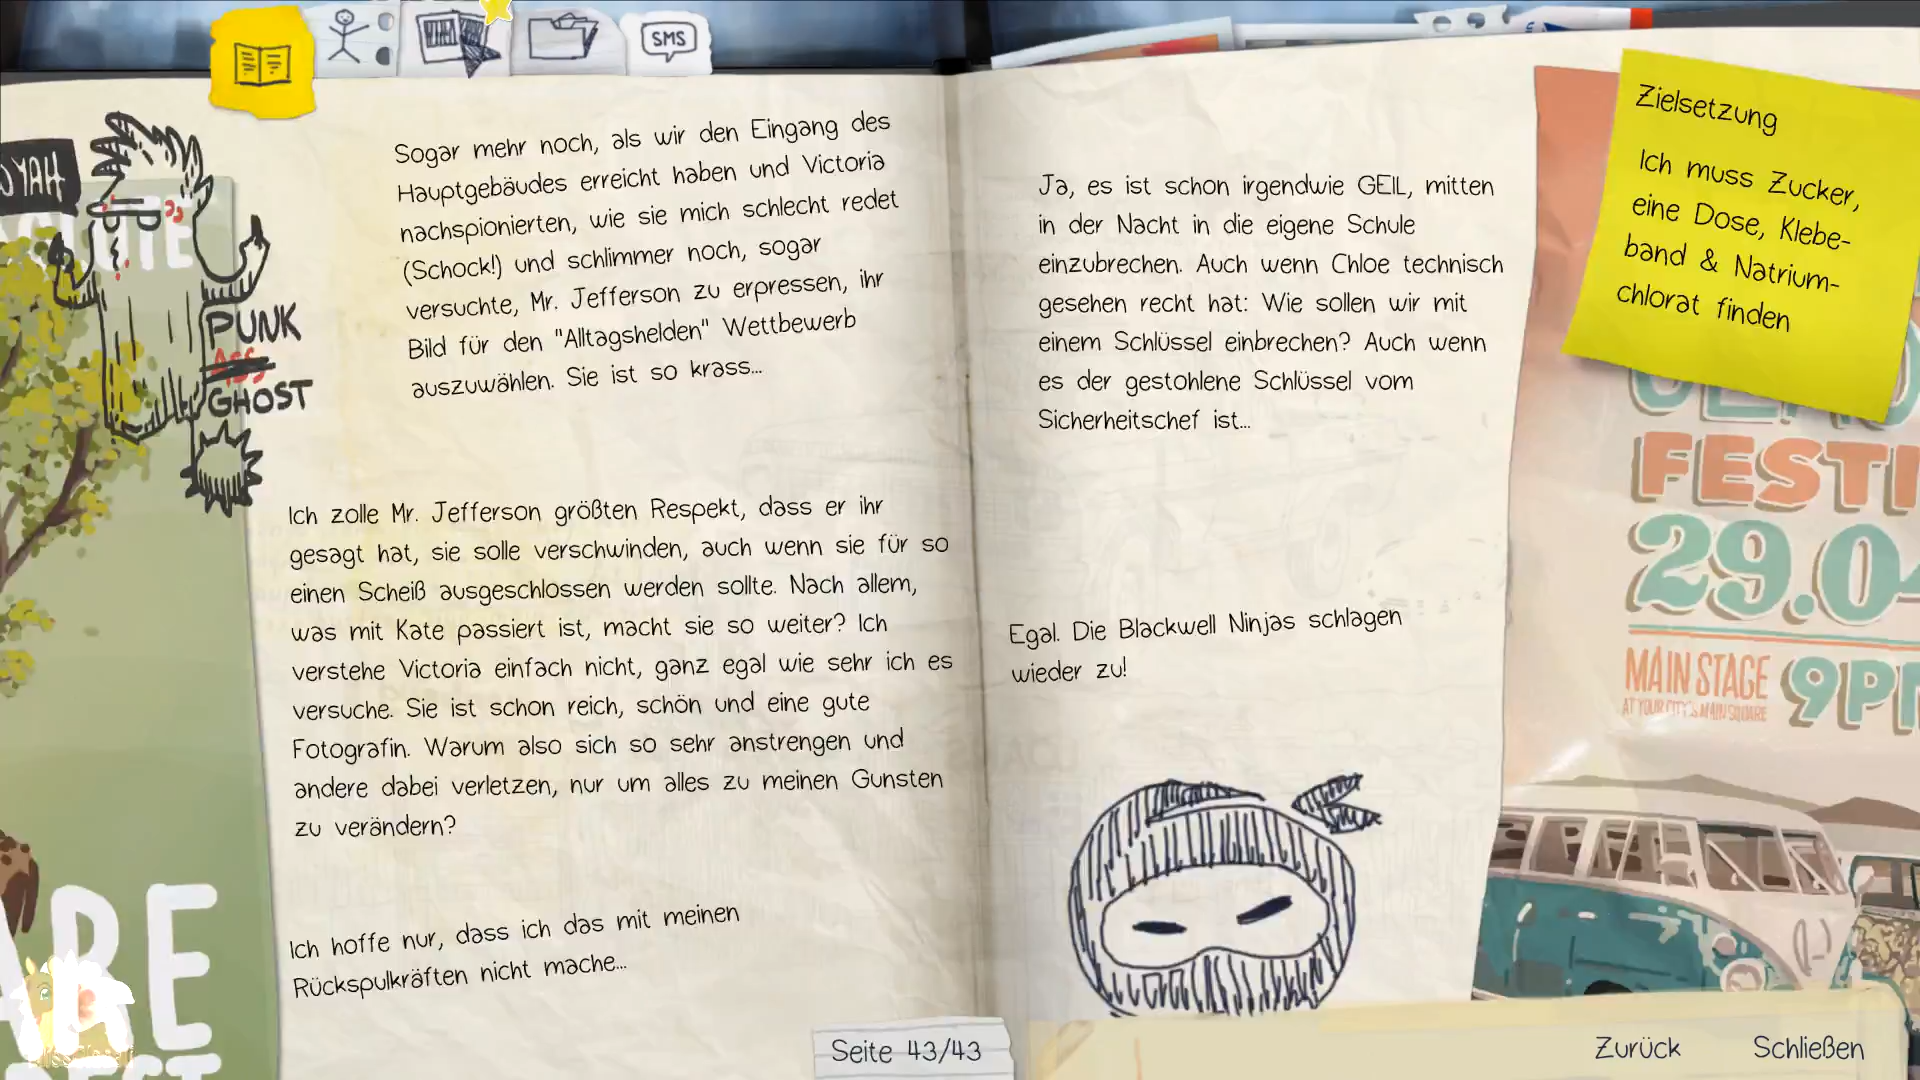 SMS
Sogar mehr noch, als wir den Eingang des
Hauptgebäudes erreicht haben und Victoria
nachspionierten, wie sie mich schlecht redet
(Schock!) und schlimmer noch, sogar
versuchte, Mr. Jefferson zu erpressen, ihr
Bild für den "Alltagshelden" Wettbewerb
auszuwählen. Sie ist so krass...
PUNK
ASS
GHOST
Ich zolle Mr. Jefferson größten Respekt, dass er ihr
gesagt hat, sie solle verschwinden, auch wenn sie für so
einen Scheiß ausgeschlossen werden sollte. Nach allem,
was mit Kate passiert ist, macht sie so weiter? Ich
verstehe Victoria einfach nicht, ganz egal wie sehr ich es
versuche. Sie ist schon reich, schön und eine gute
Fotografin. Warum also sich so sehr anstrengen und
andere dabei verletzen, nur um alles zu meinen Gunsten
zu verändern?
Ich hoffe nur, dass ich das mit meinen
Rückspulkräften nicht mache...
Ja, es ist schon irgendwie GEIL, mitten
in der Nacht in die eigene Schule
einzubrechen. Auch wenn Chloe technisch
gesehen recht hat: Wie sollen wir mit
einem Schlüssel einbrechen? Auch wenn
es der gestohlene Schlüssel vom
Sicherheitschef ist...
Egal. Die Blackwell Ninjas schlagen
wieder zu!
Zielsetzung
Ich muss Zucker,
eine Dose, Klebe-
band & Natrium-
chlorat finden
FESTI
29.04
MAIN STAGE
AT YOUR CITY'S MAIN SQUARE
9PM
ARE
Seite 43/43
Zurück
Schließen